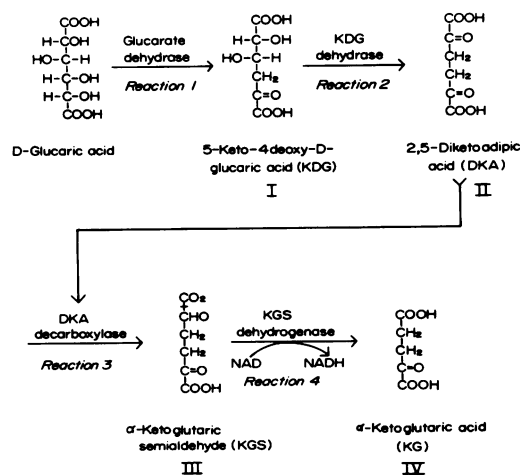 COOH
H-C-OH
HO-C-H
H-C-OH
H-C-OH
COOH
D-Glucaric acid
Glucarate
dehydrase
Reaction 1
COOH
H-C-OH
HO-C-H
CH₂
C=O
COOH
5-Keto-4deoxy-D-
glucaric acid (KDG)
I
KDG
dehydrase
Reaction 2
COOH
C=O
CH₂
CH₂
C=O
COOH
2,5-Diketoadipic
acid (DKA)
II
DKA
decarboxylase
Reaction 3
CO₂
+
CHO
CH₂
CH₂
C=O
COOH
α-Ketoglutaric
semialdehyde (KGS)
III
KGS
dehydrogenase
NAD NADH
Reaction 4
COOH
CH₂
CH₂
C=O
COOH
α-Ketoglutaric acid
(KG)
IV